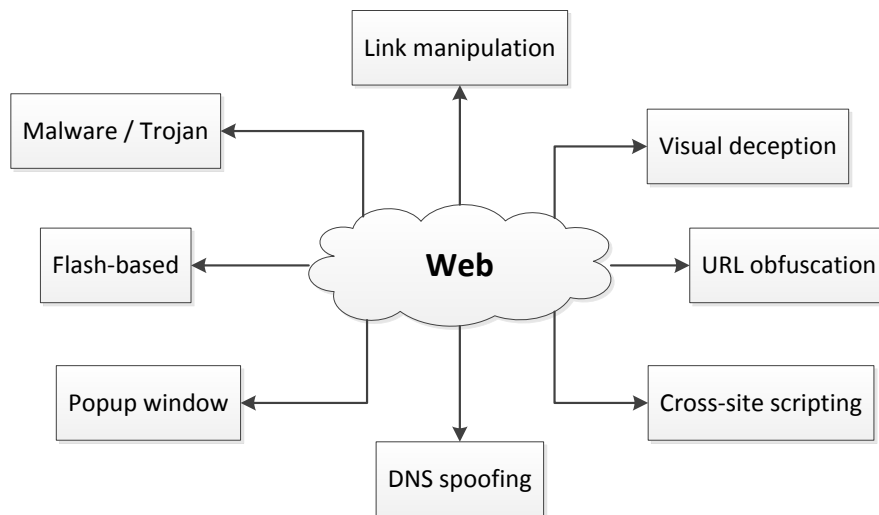 Link manipulation
Malware / Trojan
Visual deception
Flash-based
Web
URL obfuscation
Popup window
Cross-site scripting
DNS spoofing